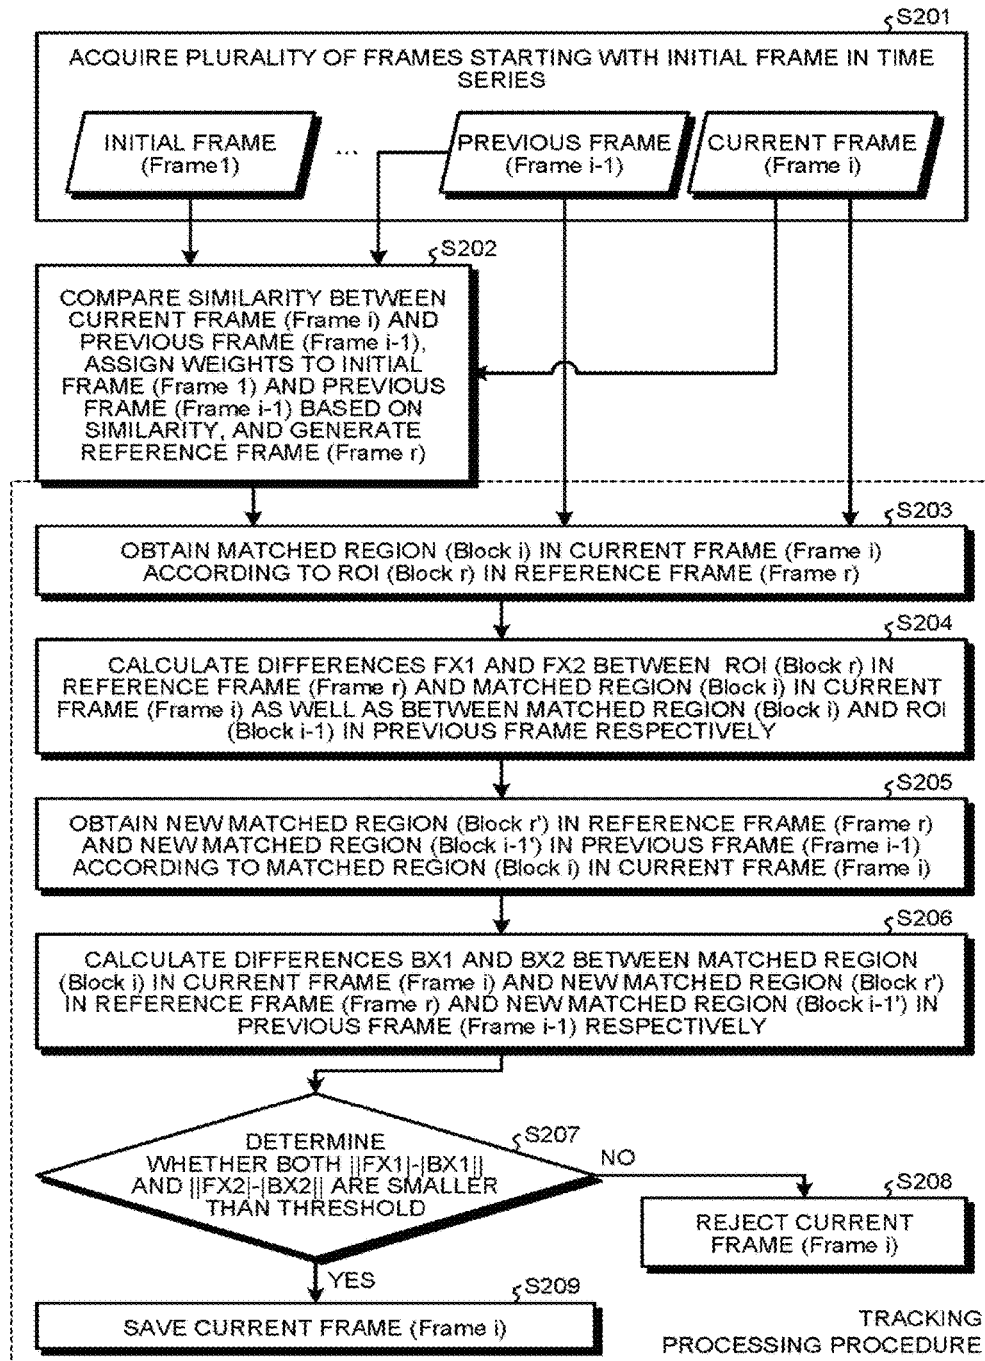 S201
ACQUIRE PLURALITY OF FRAMES STARTING WITH INITIAL FRAME IN TIME
SERIES
INITIAL FRAME
(Frame1)
...
PREVIOUS FRAME
(Frame i-1)
CURRENT FRAME
(Frame i)
S202
COMPARE SIMILARITY BETWEEN
CURRENT FRAME (Frame i) AND
PREVIOUS FRAME (Frame i-1),
ASSIGN WEIGHTS TO INITIAL
FRAME (Frame 1) AND PREVIOUS
FRAME (Frame i-1) BASED ON
SIMILARITY, AND GENERATE
REFERENCE FRAME (Frame r)
S203
OBTAIN MATCHED REGION (Block i) IN CURRENT FRAME (Frame i)
ACCORDING TO ROI (Block r) IN REFERENCE FRAME (Frame r)
S204
CALCULATE DIFFERENCES FX1 AND FX2 BETWEEN ROI (Block r) IN
REFERENCE FRAME (Frame r) AND MATCHED REGION (Block i) IN CURRENT
FRAME (Frame i) AS WELL AS BETWEEN MATCHED REGION (Block i) AND ROI
(Block i-1) IN PREVIOUS FRAME RESPECTIVELY
S205
OBTAIN NEW MATCHED REGION (Block r') IN REFERENCE FRAME (Frame r)
AND NEW MATCHED REGION (Block i-1') IN PREVIOUS FRAME (Frame i-1)
ACCORDING TO MATCHED REGION (Block i) IN CURRENT FRAME (Frame i)
S206
CALCULATE DIFFERENCES BX1 AND BX2 BETWEEN MATCHED REGION
(Block i) IN CURRENT FRAME (Frame i) AND NEW MATCHED REGION (Block r')
IN REFERENCE FRAME (Frame r) AND NEW MATCHED REGION (Block i-1') IN
PREVIOUS FRAME (Frame i-1) RESPECTIVELY
S207
DETERMINE
WHETHER BOTH ||FX1|-|BX1||
AND ||FX2|-|BX2|| ARE SMALLER
THAN THRESHOLD
NO
S208
REJECT CURRENT
FRAME (Frame i)
YES
S209
SAVE CURRENT FRAME (Frame i)
TRACKING
PROCESSING PROCEDURE